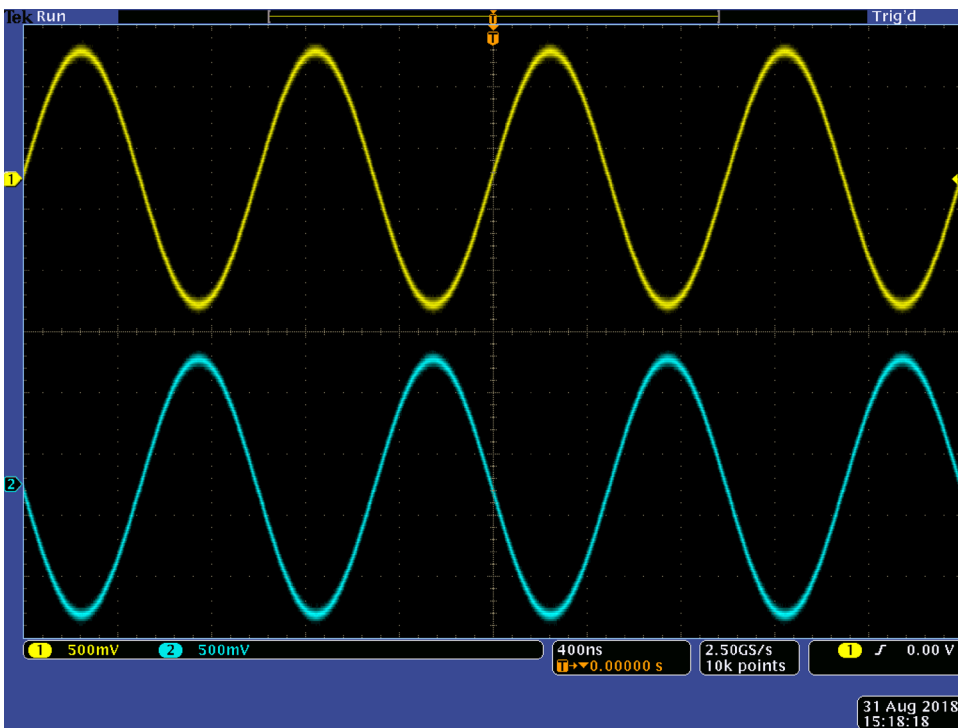 Tek Run Trig'd
T
T
1
2
1 500mV 2 500mV
400ns
T→▼0.00000 s
2.50GS/s
10k points
1 ∫ 0.00 V
31 Aug 2018
15:18:18